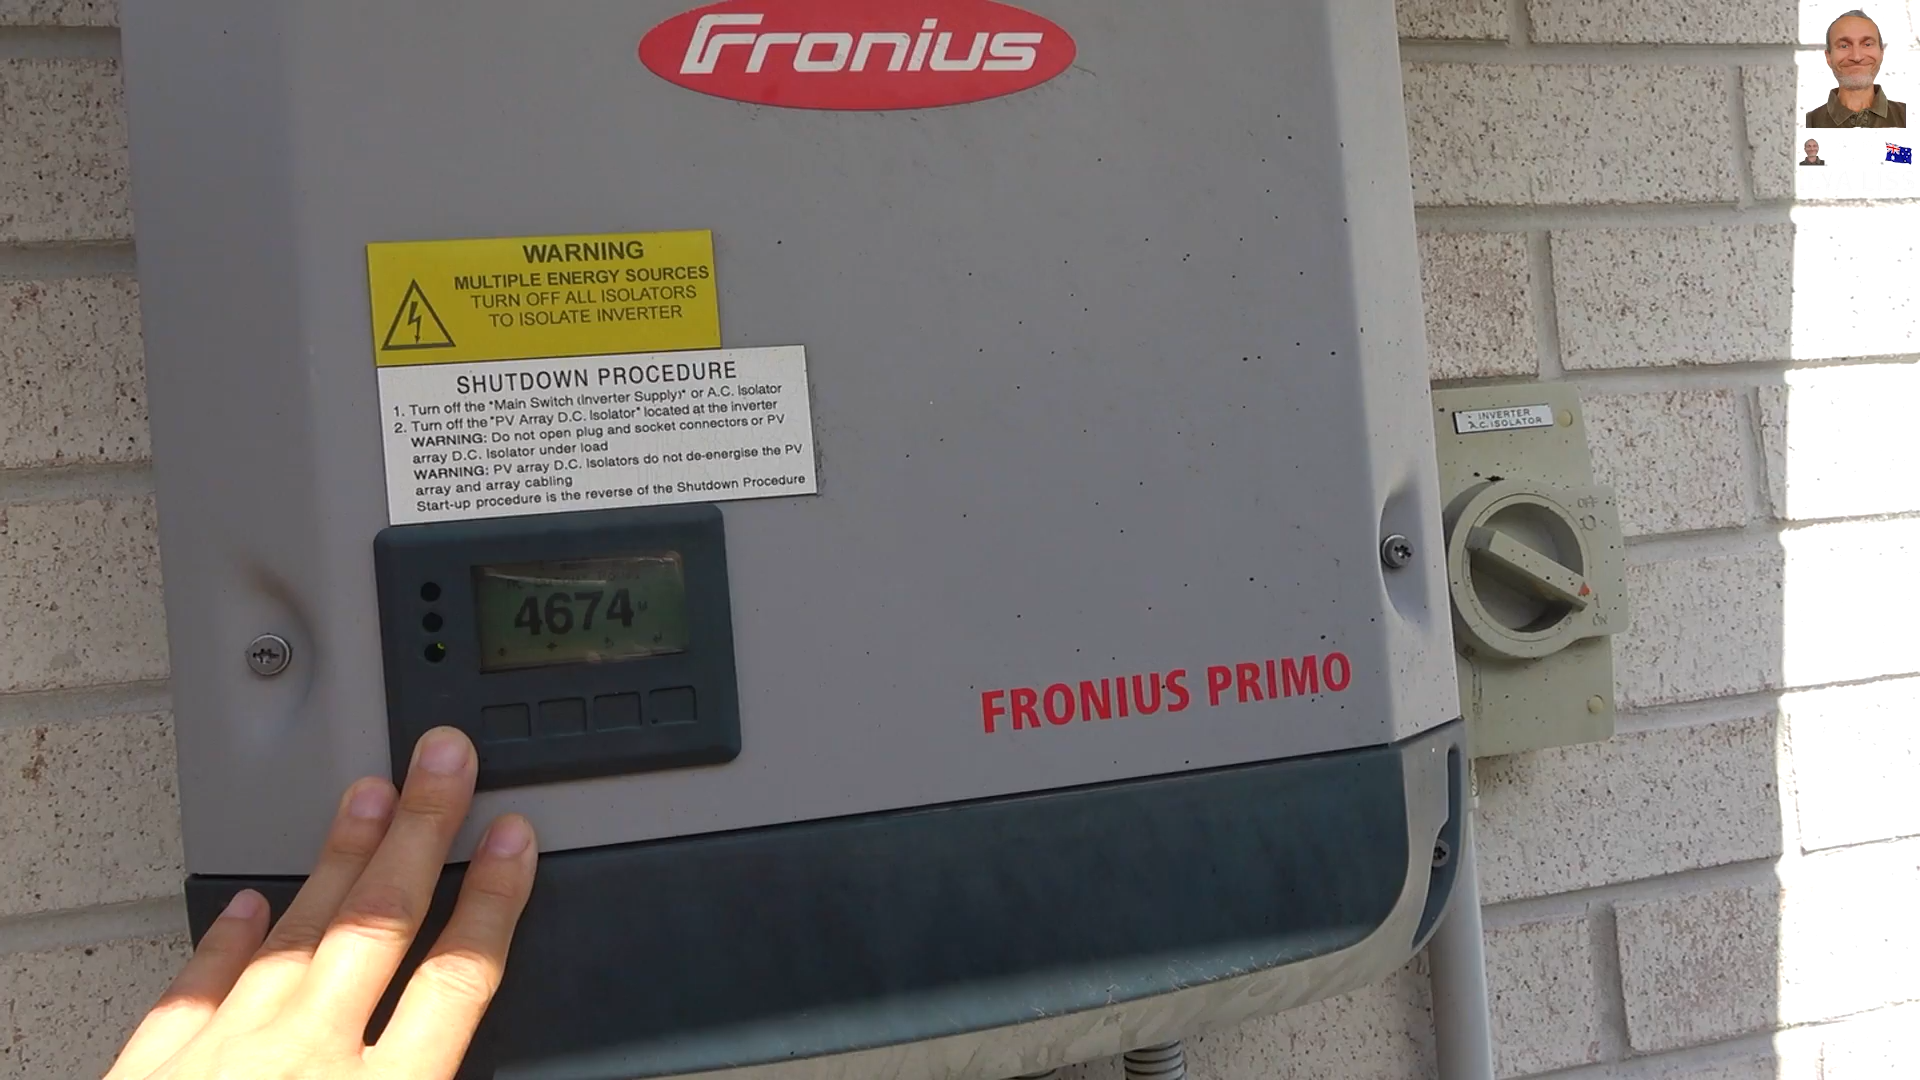 Fronius
WARNING
MULTIPLE ENERGY SOURCES
TURN OFF ALL ISOLATORS
TO ISOLATE INVERTER
SHUTDOWN PROCEDURE
1. Turn off the "Main Switch (Inverter Supply)" or A.C. Isolator
2. Turn off the "PV Array D.C. Isolator" located at the inverter
WARNING: Do not open plug and socket connectors or PV
array D.C. Isolator under load
WARNING: PV array D.C. Isolators do not de-energise the PV
array and array cabling
Start-up procedure is the reverse of the Shutdown Procedure
INVERTER
A.C. ISOLATOR
OFF
ON
4674
FRONIUS PRIMO